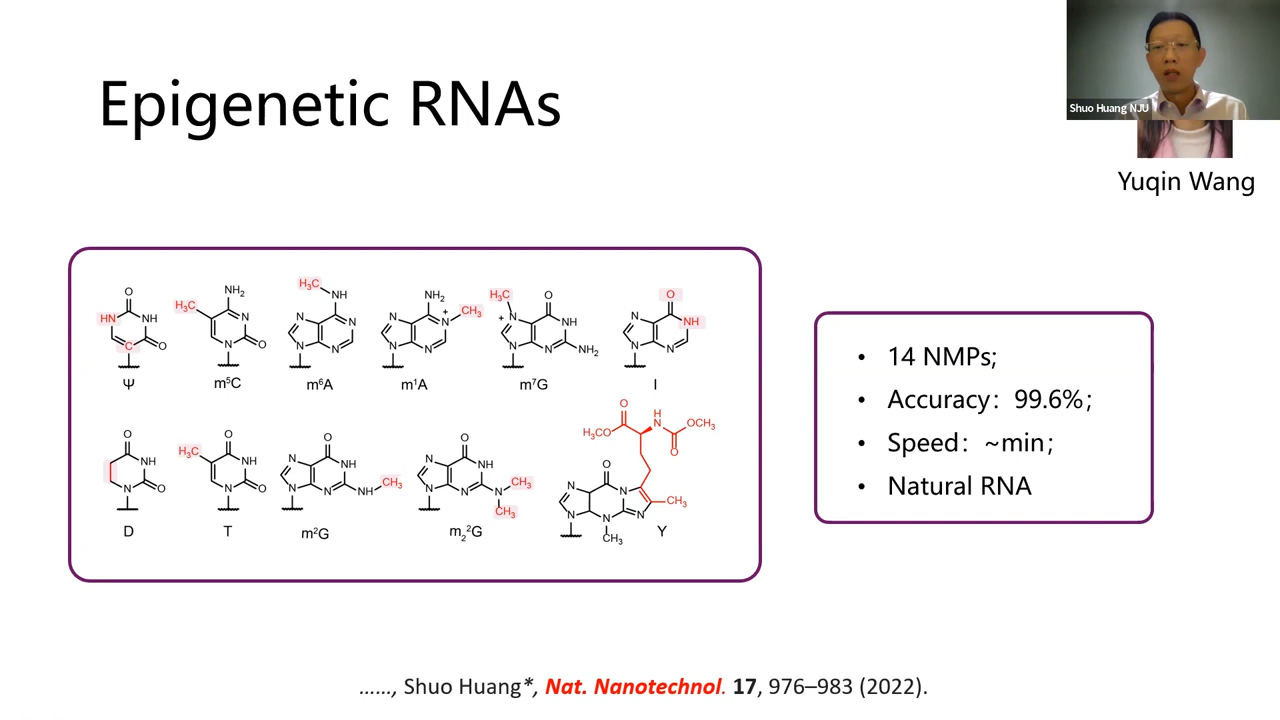 Epigenetic RNAs
Shuo Huang NJU
Yuqin Wang
O HN NH C O Ψ
H₃C NH₂ N N O m⁵C
H₃C NH N N N N m⁶A
NH₂ N N⁺ CH₃ N N m¹A
H₃C O N⁺ NH N N NH₂ m⁷G
O N NH N N I
O NH N O D
H₃C O NH N O T
O N NH N N NH CH₃ m²G
O N NH N N N CH₃ CH₃ m₂²G
O H₃CO H N OCH₃ O O N N N N N CH₃ CH₃ Y
• 14 NMPs;
• Accuracy：99.6%；
• Speed：~min；
• Natural RNA
......, Shuo Huang*, Nat. Nanotechnol. 17, 976–983 (2022).